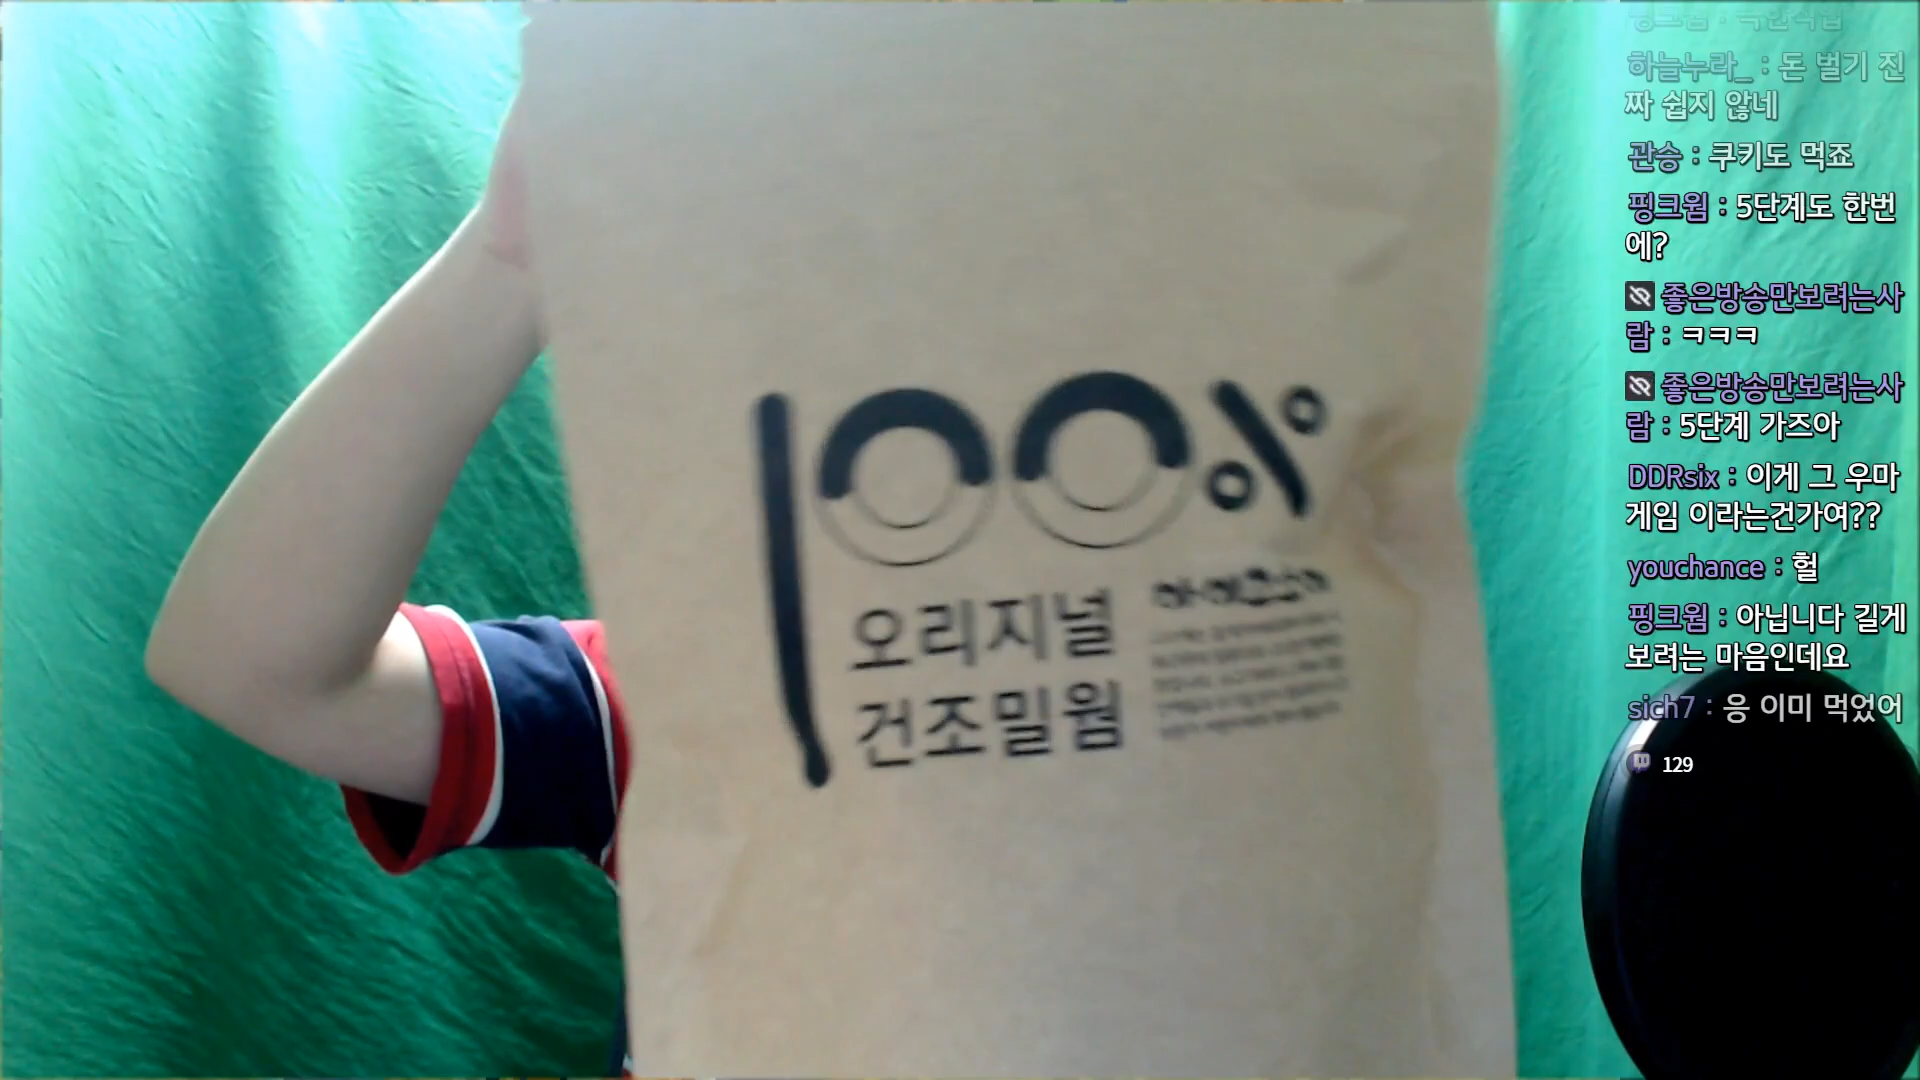 100%
오리지널
건조밀웜
하늘누라_ : 돈 벌기 진
짜 쉽지 않네
관승 : 쿠키도 먹죠
핑크웜 : 5단계도 한번
에?
좋은방송만보려는사
람 : ㅋㅋㅋ
좋은방송만보려는사
람 : 5단계 가즈아
DDRsix : 이게 그 우마
게임 이라는건가여??
youchance : 헐
핑크웜 : 아닙니다 길게
보려는 마음인데요
sich7 : 응 이미 먹었어
129